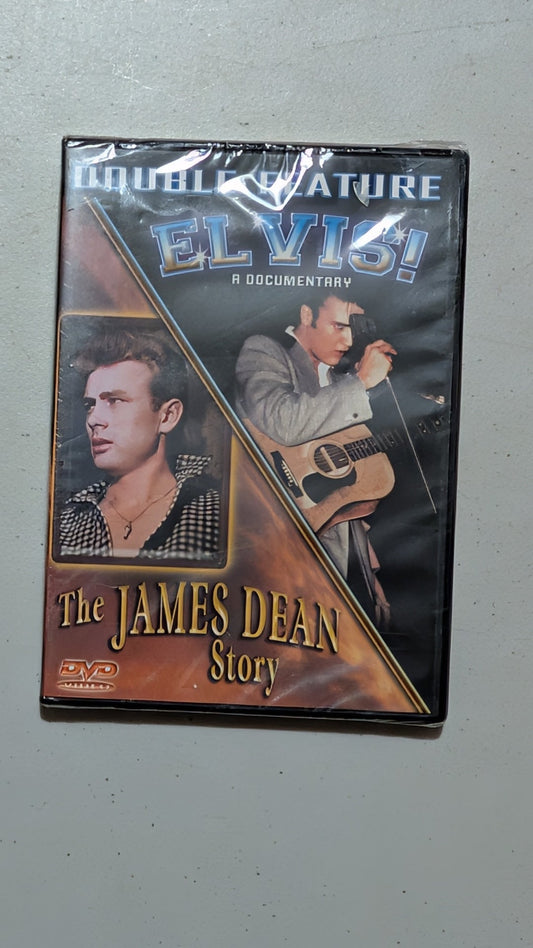 DOUBLE FEATURE
ELVIS!
A DOCUMENTARY
The JAMES DEAN
Story
DVD